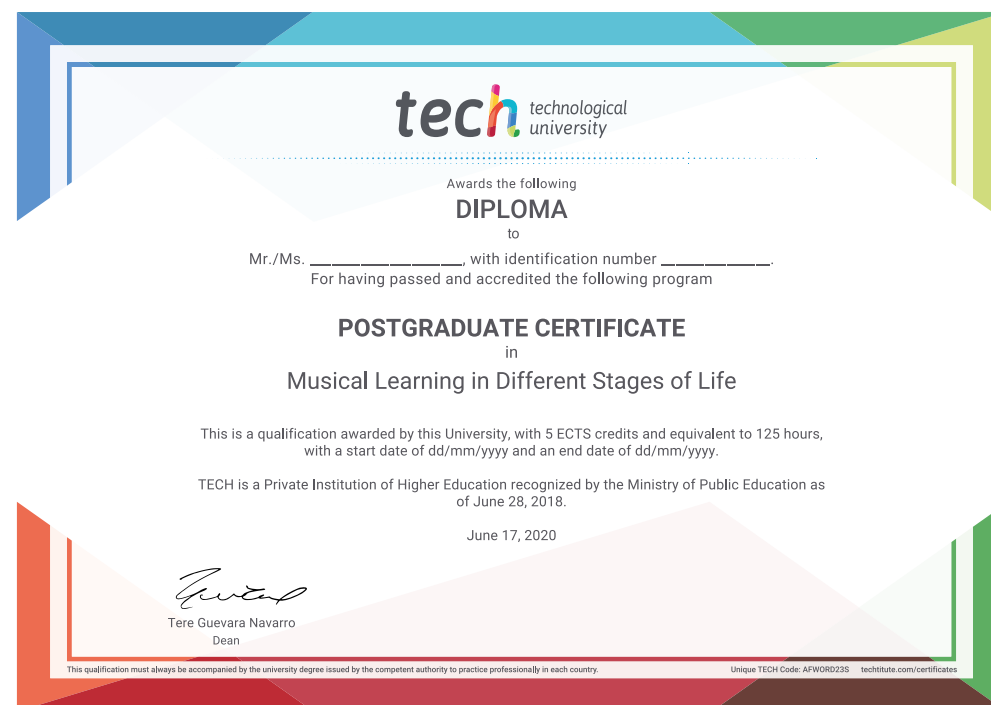 tech technological
university
Awards the following
DIPLOMA
to
Mr./Ms. ____________________, with identification number ______________.
For having passed and accredited the following program
POSTGRADUATE CERTIFICATE
in
Musical Learning in Different Stages of Life
This is a qualification awarded by this University, with 5 ECTS credits and equivalent to 125 hours,
with a start date of dd/mm/yyyy and an end date of dd/mm/yyyy.
TECH is a Private Institution of Higher Education recognized by the Ministry of Public Education as
of June 28, 2018.
June 17, 2020
Tere Guevara Navarro
Dean
This qualification must always be accompanied by the university degree issued by the competent authority to practice professionally in each country.
Unique TECH Code: AFWORD23S techtitute.com/certificates